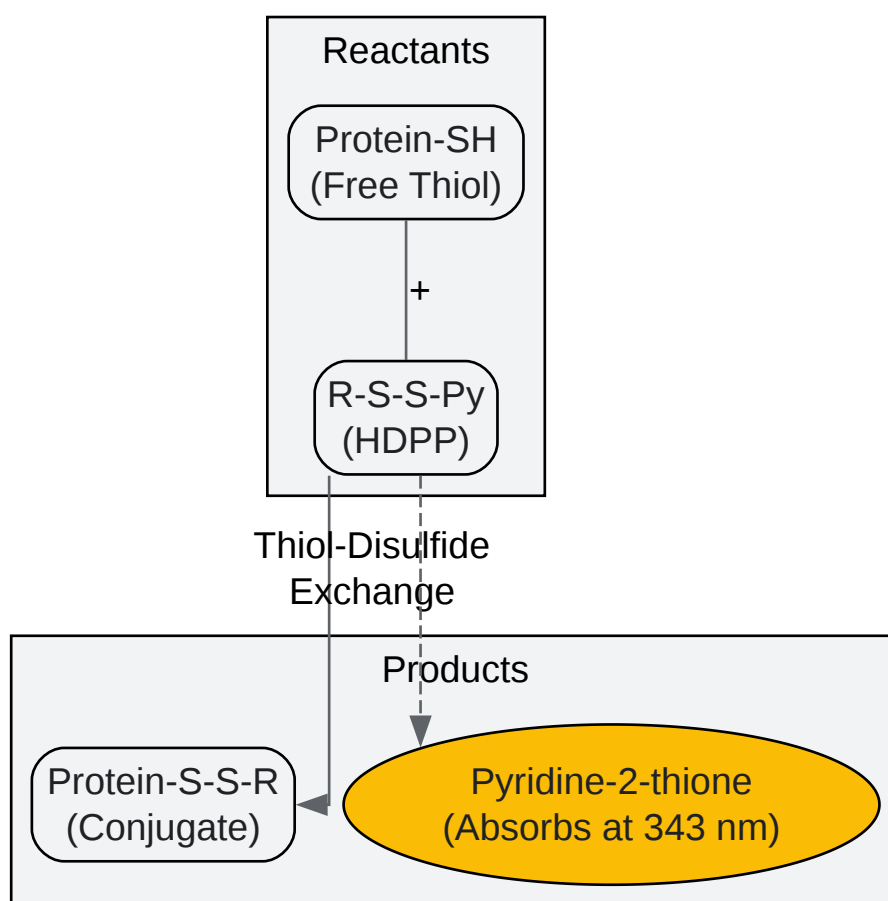 Reactants
Protein-SH
(Free Thiol)
+
R-S-S-Py
(HDPP)
Thiol-Disulfide
Exchange
Products
Protein-S-S-R
(Conjugate)
Pyridine-2-thione
(Absorbs at 343 nm)